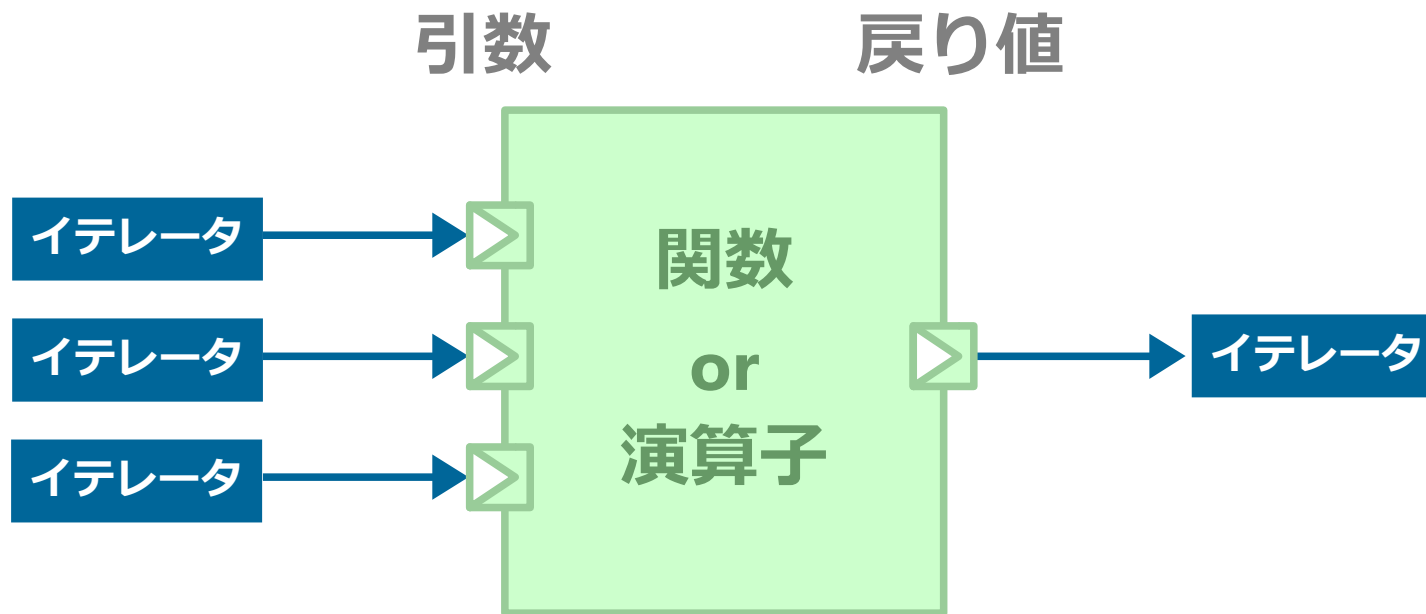 引数
戻り値
イテレータ
イテレータ
イテレータ
関数
or
演算子
イテレータ